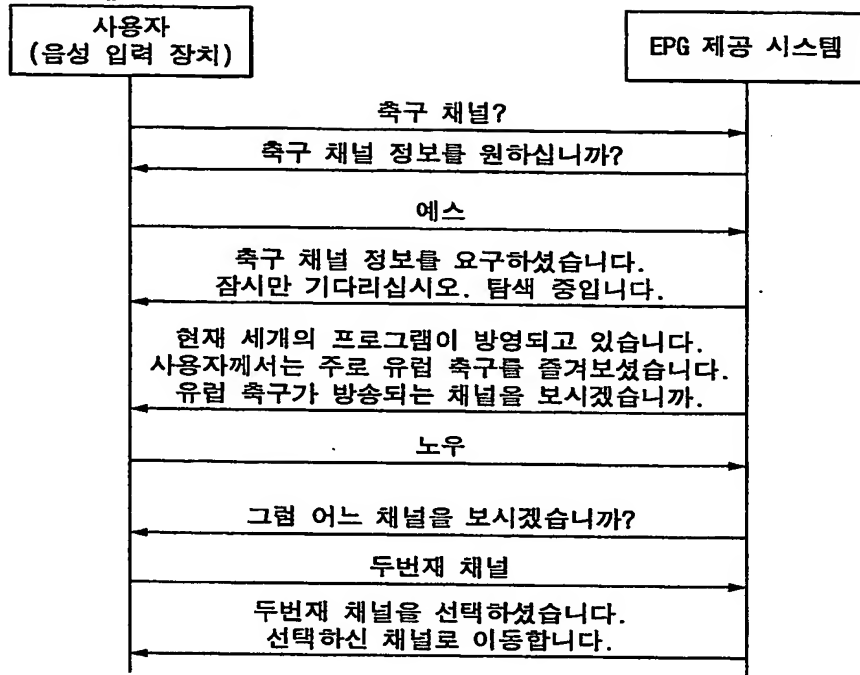 사용자
(음성 입력 장치)
EPG 제공 시스템
축구 채널?
축구 채널 정보를 원하십니까?
예스
축구 채널 정보를 요구하셨습니다.
잠시만 기다리십시오. 탐색 중입니다.
현재 세개의 프로그램이 방영되고 있습니다.
사용자께서는 주로 유럽 축구를 즐겨보셨습니다.
유럽 축구가 방송되는 채널을 보시겠습니까.
노우
그럼 어느 채널을 보시겠습니까?
두번재 채널
두번재 채널을 선택하셨습니다.
선택하신 채널로 이동합니다.